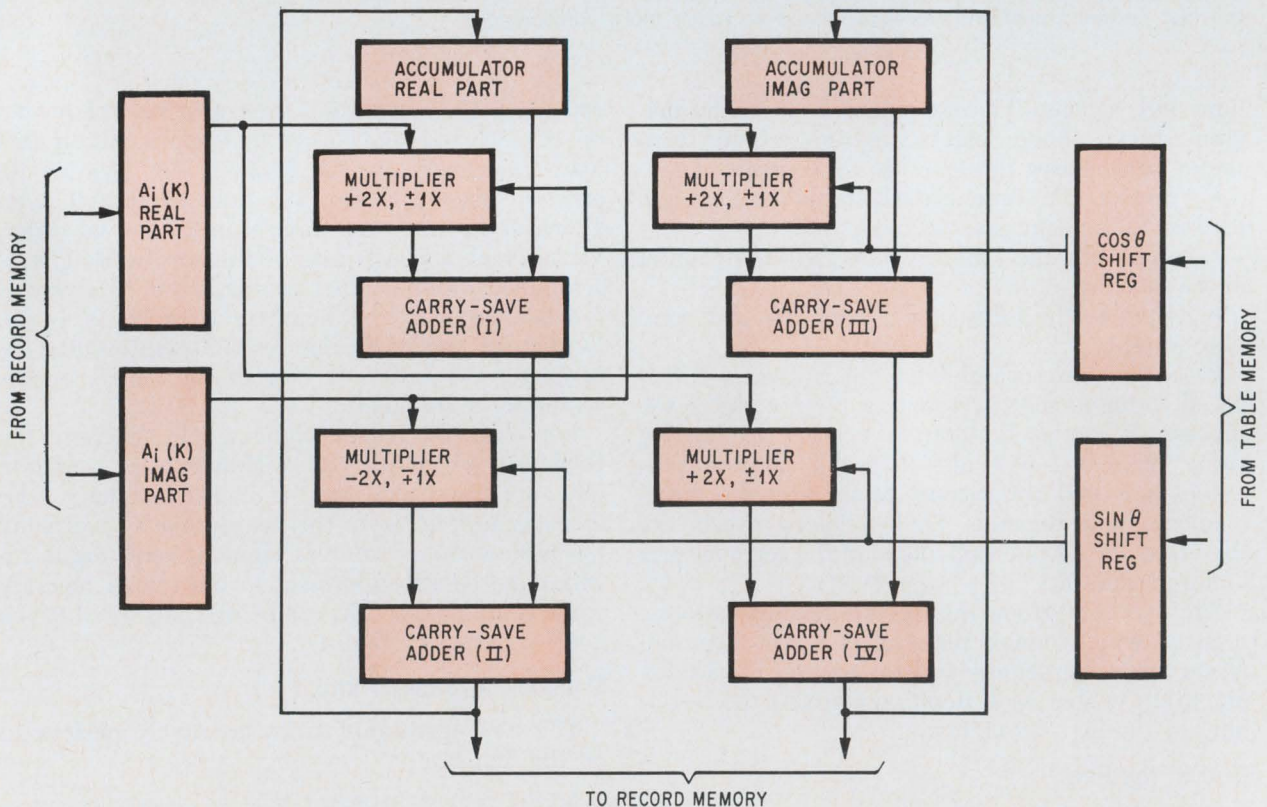 ACCUMULATOR
REAL PART
ACCUMULATOR
IMAG PART
FROM RECORD MEMORY
A₁(K)
REAL
PART
MULTIPLIER
+2X, ±1X
MULTIPLIER
+2X, ±1X
COS θ
SHIFT
REG
CARRY-SAVE
ADDER (I)
CARRY-SAVE
ADDER (III)
FROM TABLE MEMORY
A₁(K)
IMAG
PART
MULTIPLIER
-2X, ∓1X
MULTIPLIER
+2X, ±1X
SIN θ
SHIFT
REG
CARRY-SAVE
ADDER (II)
CARRY-SAVE
ADDER (IV)
TO RECORD MEMORY